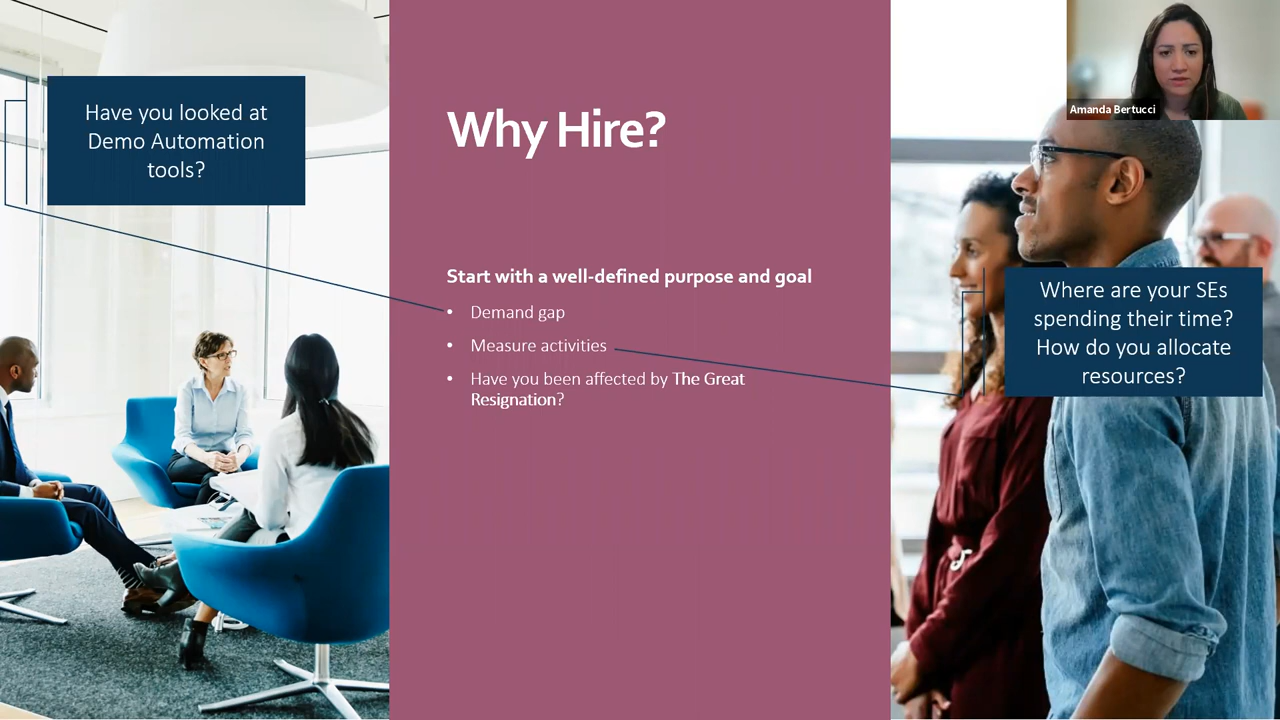 Have you looked at
Demo Automation
tools?
Why Hire?
Amanda Bertucci
Start with a well-defined purpose and goal
• Demand gap
• Measure activities
• Have you been affected by The Great
Resignation?
Where are your SEs
spending their time?
How do you allocate
resources?